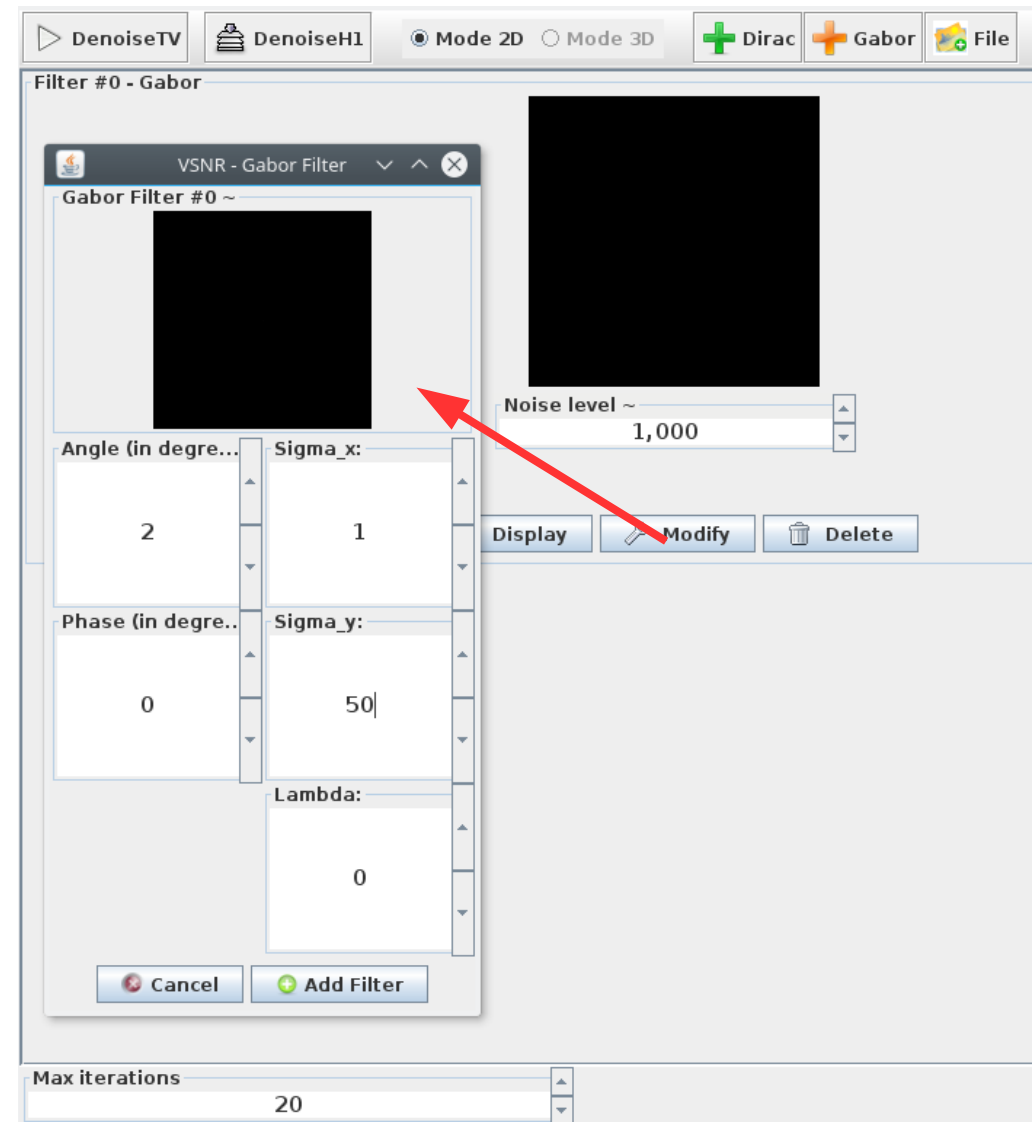 DenoiseTV DenoiseH1 Mode 2D Mode 3D Dirac Gabor File
Filter #0 - Gabor
VSNR - Gabor Filter
Gabor Filter #0 ~
Noise level ~
1,000
Angle (in degre... Sigma_x:
2 1
Display Modify Delete
Phase (in degre.. Sigma_y:
0 50
Lambda:
0
Cancel Add Filter
Max iterations
20